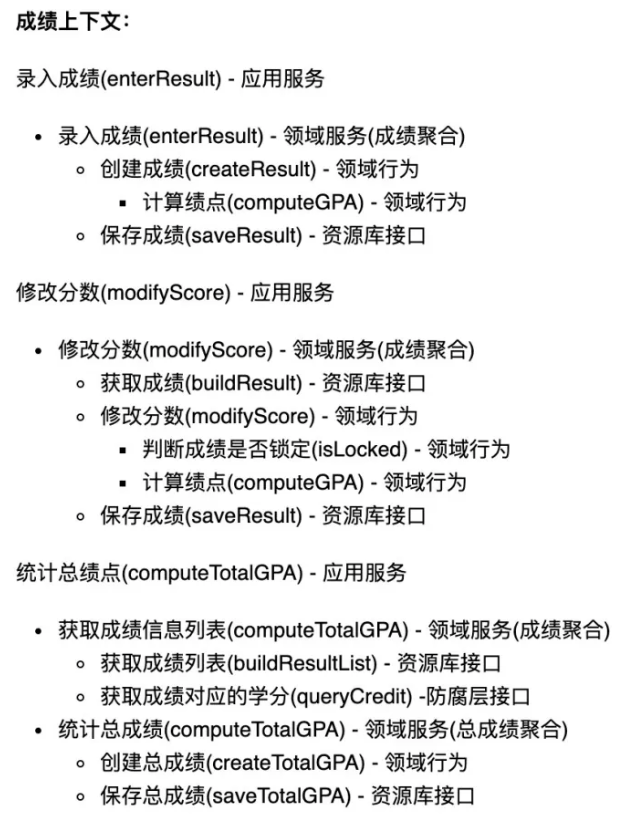 成绩上下文：
录入成绩(enterResult) - 应用服务
• 录入成绩(enterResult) - 领域服务(成绩聚合)
◦ 创建成绩(createResult) - 领域行为
▪ 计算绩点(computeGPA) - 领域行为
◦ 保存成绩(saveResult) - 资源库接口
修改分数(modifyScore) - 应用服务
• 修改分数(modifyScore) - 领域服务(成绩聚合)
◦ 获取成绩(buildResult) - 资源库接口
◦ 修改分数(modifyScore) - 领域行为
▪ 判断成绩是否锁定(isLocked) - 领域行为
▪ 计算绩点(computeGPA) - 领域行为
◦ 保存成绩(saveResult) - 资源库接口
统计总绩点(computeTotalGPA) - 应用服务
• 获取成绩信息列表(computeTotalGPA) - 领域服务(成绩聚合)
◦ 获取成绩列表(buildResultList) - 资源库接口
◦ 获取成绩对应的学分(queryCredit) -防腐层接口
• 统计总成绩(computeTotalGPA) - 领域服务(总成绩聚合)
◦ 创建总成绩(createTotalGPA) - 领域行为
◦ 保存总成绩(saveTotalGPA) - 资源库接口